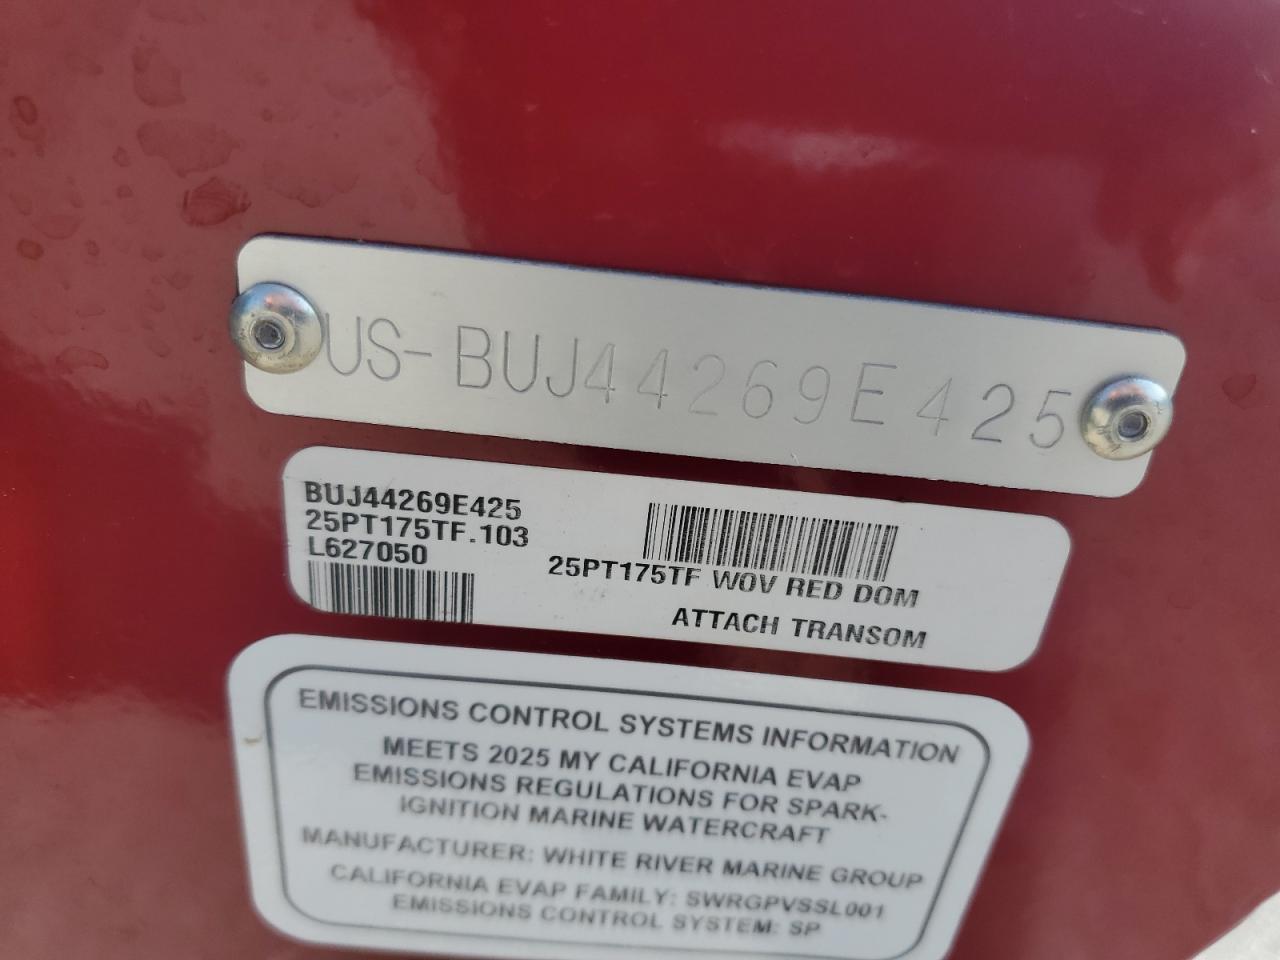 US-BUJ44269E425
BUJ44269E425
25PT175TF.103
L627050
25PT175TF WOV RED DOM
ATTACH TRANSOM
EMISSIONS CONTROL SYSTEMS INFORMATION
MEETS 2025 MY CALIFORNIA EVAP
EMISSIONS REGULATIONS FOR SPARK-
IGNITION MARINE WATERCRAFT
MANUFACTURER: WHITE RIVER MARINE GROUP
CALIFORNIA EVAP FAMILY: SWRGPVSSL001
EMISSIONS CONTROL SYSTEM: SP